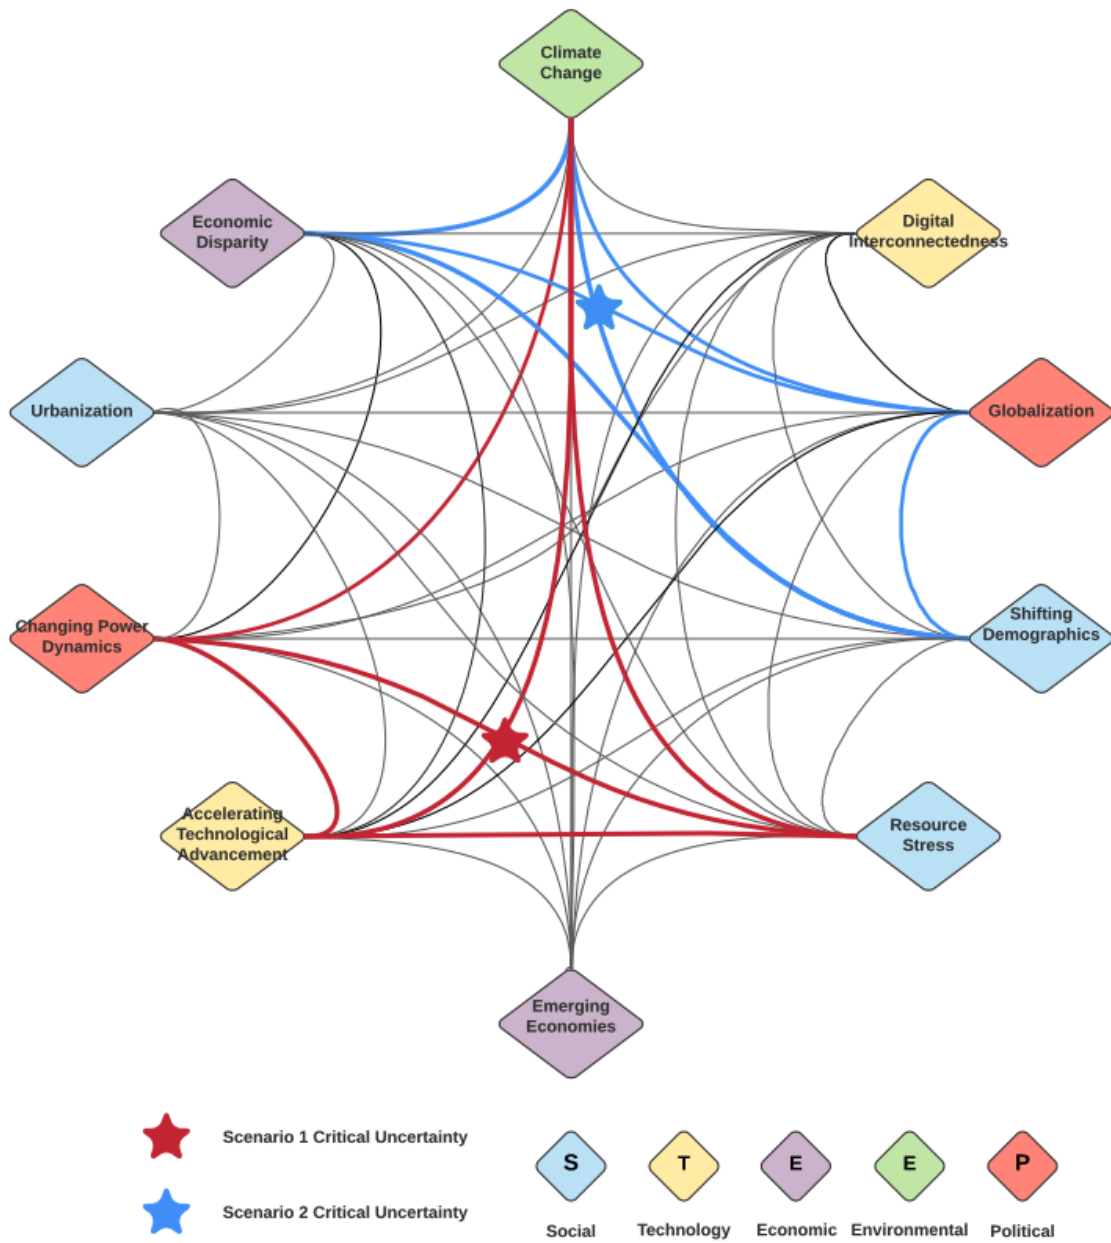 Climate
Change
Economic
Disparity
Digital
Interconnectedness
Urbanization
Globalization
Changing Power
Dynamics
Shifting
Demographics
Accelerating
Technological
Advancement
Resource
Stress
Emerging
Economies
Scenario 1 Critical Uncertainty
Scenario 2 Critical Uncertainty
S
T
E
E
P
Social
Technology
Economic
Environmental
Political